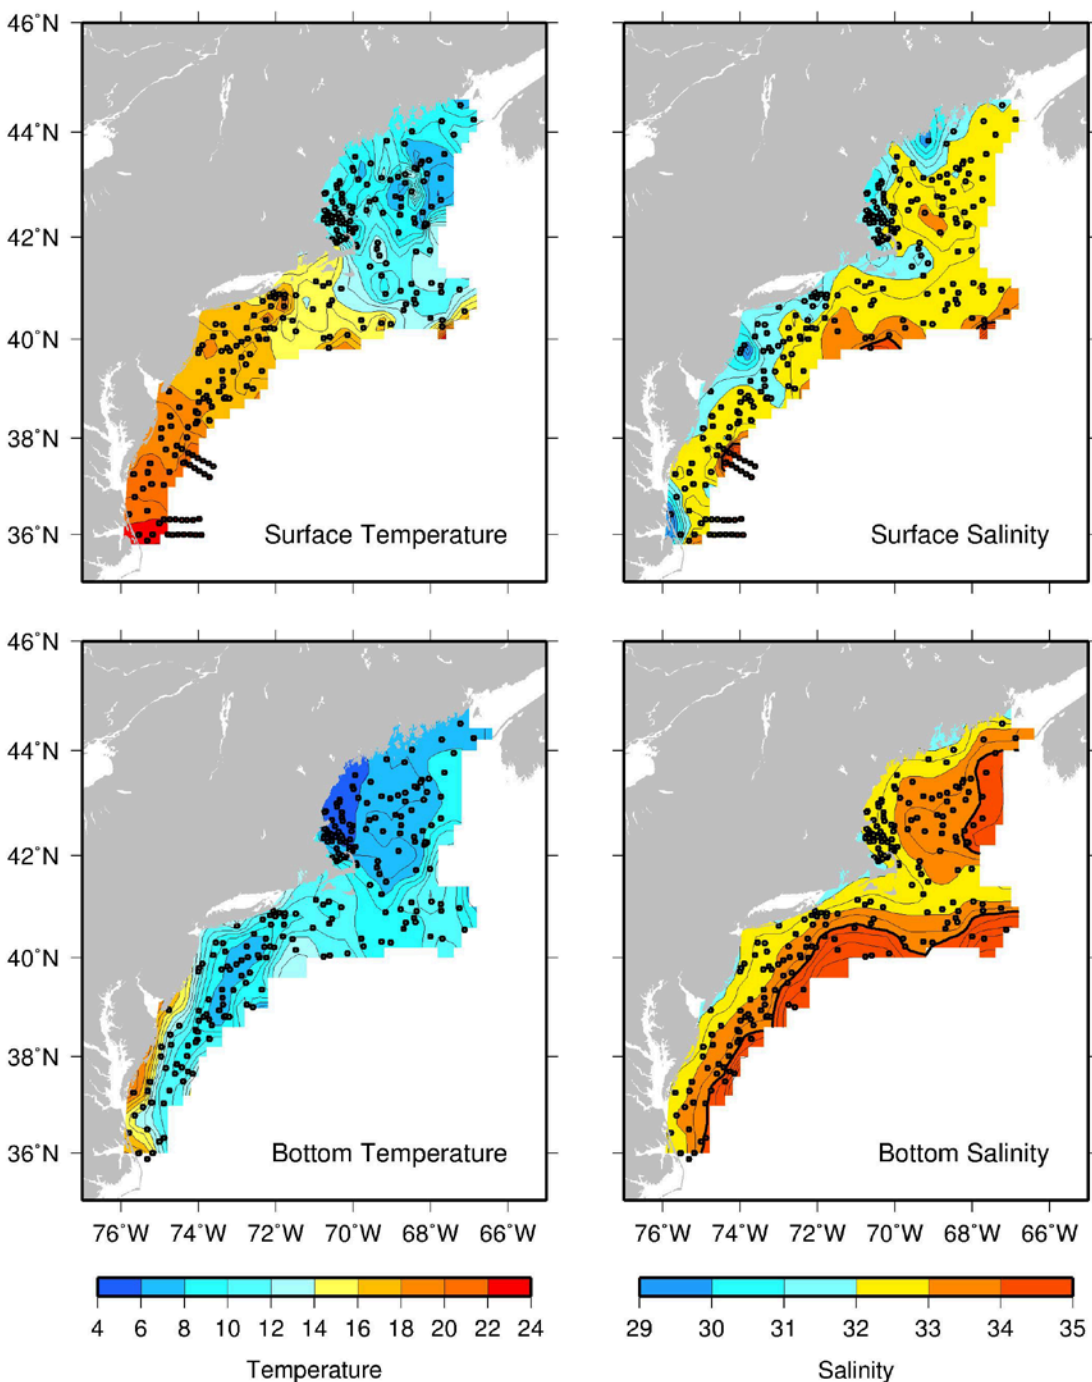 46°N
44°N
42°N
40°N
38°N
36°N
Surface Temperature
Surface Salinity
46°N
44°N
42°N
40°N
38°N
36°N
Bottom Temperature
Bottom Salinity
76°W 74°W 72°W 70°W 68°W 66°W
76°W 74°W 72°W 70°W 68°W 66°W
4 6 8 10 12 14 16 18 20 22 24
29 30 31 32 33 34 35
Temperature
Salinity